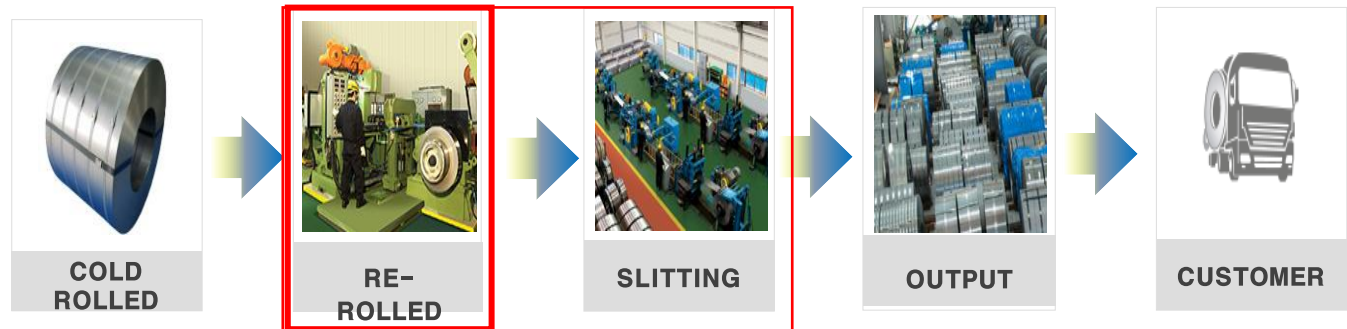 COLD
ROLLED
RE-
ROLLED
SLITTING
OUTPUT
CUSTOMER